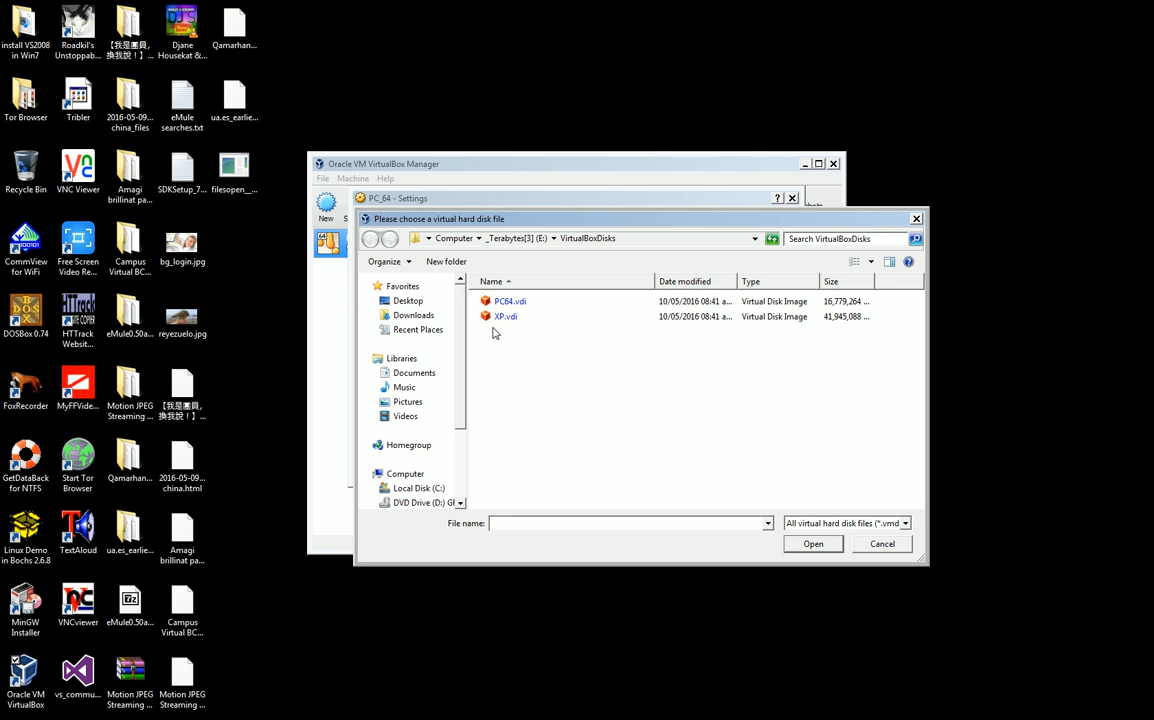 install VS2008
in Win7
Roadkil's
Unstoppab...
【我是團員,
換我說！】...
Djane
Housekat &...
Qamarhan...
Tor Browser
Tribler
2016-05-09...
china_files
eMule
searches.txt
ua.es_earlie...
Recycle Bin
VNC Viewer
Amagi
brillinat pa...
SDKSetup_7...
filesopen__...
CommView
for WiFi
Free Screen
Video Re...
Campus
Virtual BC...
bg_login.jpg
DOSBox 0.74
HTTrack
Websit...
eMule0.50a...
reyezuelo.jpg
FoxRecorder
MyFFVide...
Motion JPEG
Streaming ...
【我是團員,
換我說！】...
GetDataBack
for NTFS
Start Tor
Browser
Qamarhan...
2016-05-09...
china.html
Linux Demo
in Bochs 2.6.8
TextAloud
ua.es_earlie...
Amagi
brillinat pa...
MinGW
Installer
VNCviewer
eMule0.50a...
Campus
Virtual BC...
Oracle VM
VirtualBox
vs_commu...
Motion JPEG
Streaming ...
Motion JPEG
Streaming ...
Oracle VM VirtualBox Manager
File Machine Help
New
PC_64 - Settings
Please choose a virtual hard disk file
Computer _Terabytes[3] (E:) VirtualBoxDisks
Search VirtualBoxDisks
Organize New folder
Favorites
Desktop
Downloads
Recent Places
Libraries
Documents
Music
Pictures
Videos
Homegroup
Computer
Local Disk (C:)
DVD Drive (D:) GF
Name Date modified Type Size
PC64.vdi 10/05/2016 08:41 a... Virtual Disk Image 16,779,264 ...
XP.vdi 10/05/2016 08:41 a... Virtual Disk Image 41,945,088 ...
File name:
All virtual hard disk files (*.vmd
Open Cancel